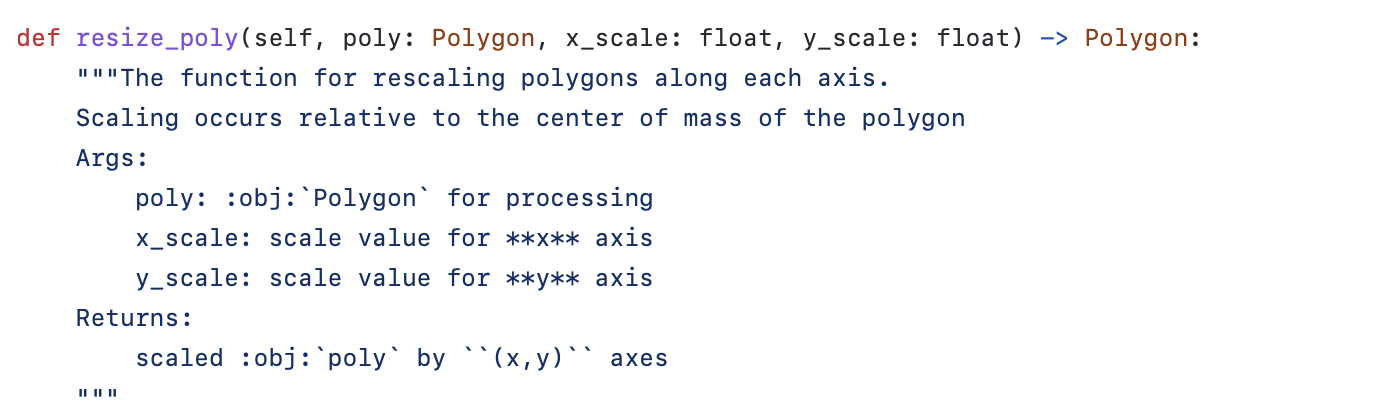 def resize_poly(self, poly: Polygon, x_scale: float, y_scale: float) -> Polygon:
    """The function for rescaling polygons along each axis.
    Scaling occurs relative to the center of mass of the polygon
    Args:
        poly: :obj:`Polygon` for processing
        x_scale: scale value for **x** axis
        y_scale: scale value for **y** axis
    Returns:
        scaled :obj:`poly` by ``(x,y)`` axes
    """